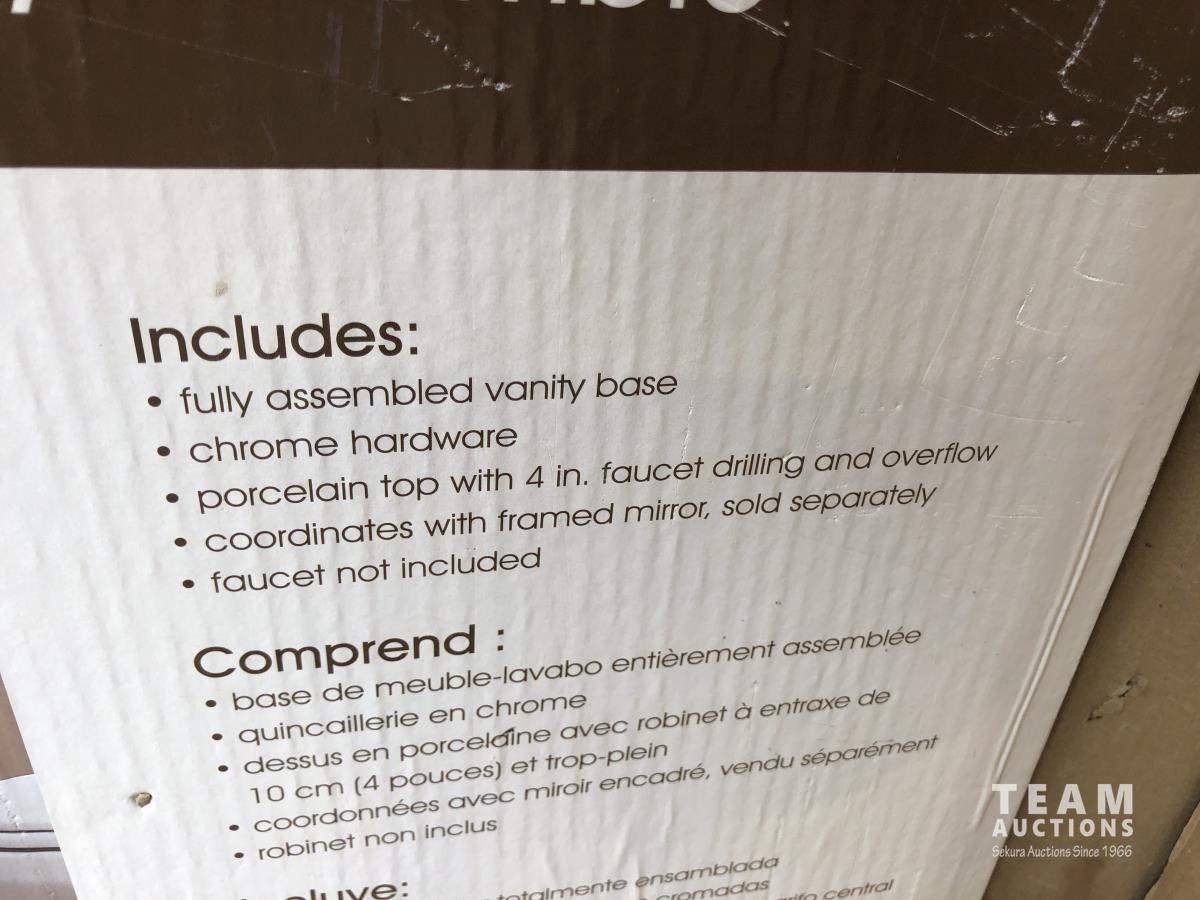 Includes:
• fully assembled vanity base
• chrome hardware
• porcelain top with 4 in. faucet drilling and overflow
• coordinates with framed mirror, sold separately
• faucet not included
Comprend :
• base de meuble-lavabo entièrement assemblée
• quincaillerie en chrome
• dessus en porcelaine avec robinet à entraxe de
10 cm (4 pouces) et trop-plein
• coordonnées avec miroir encadré, vendu séparément
• robinet non inclus
totalmente ensamblada
cromadas
central
TEAM
AUCTIONS
Sekura Auctions Since 1966